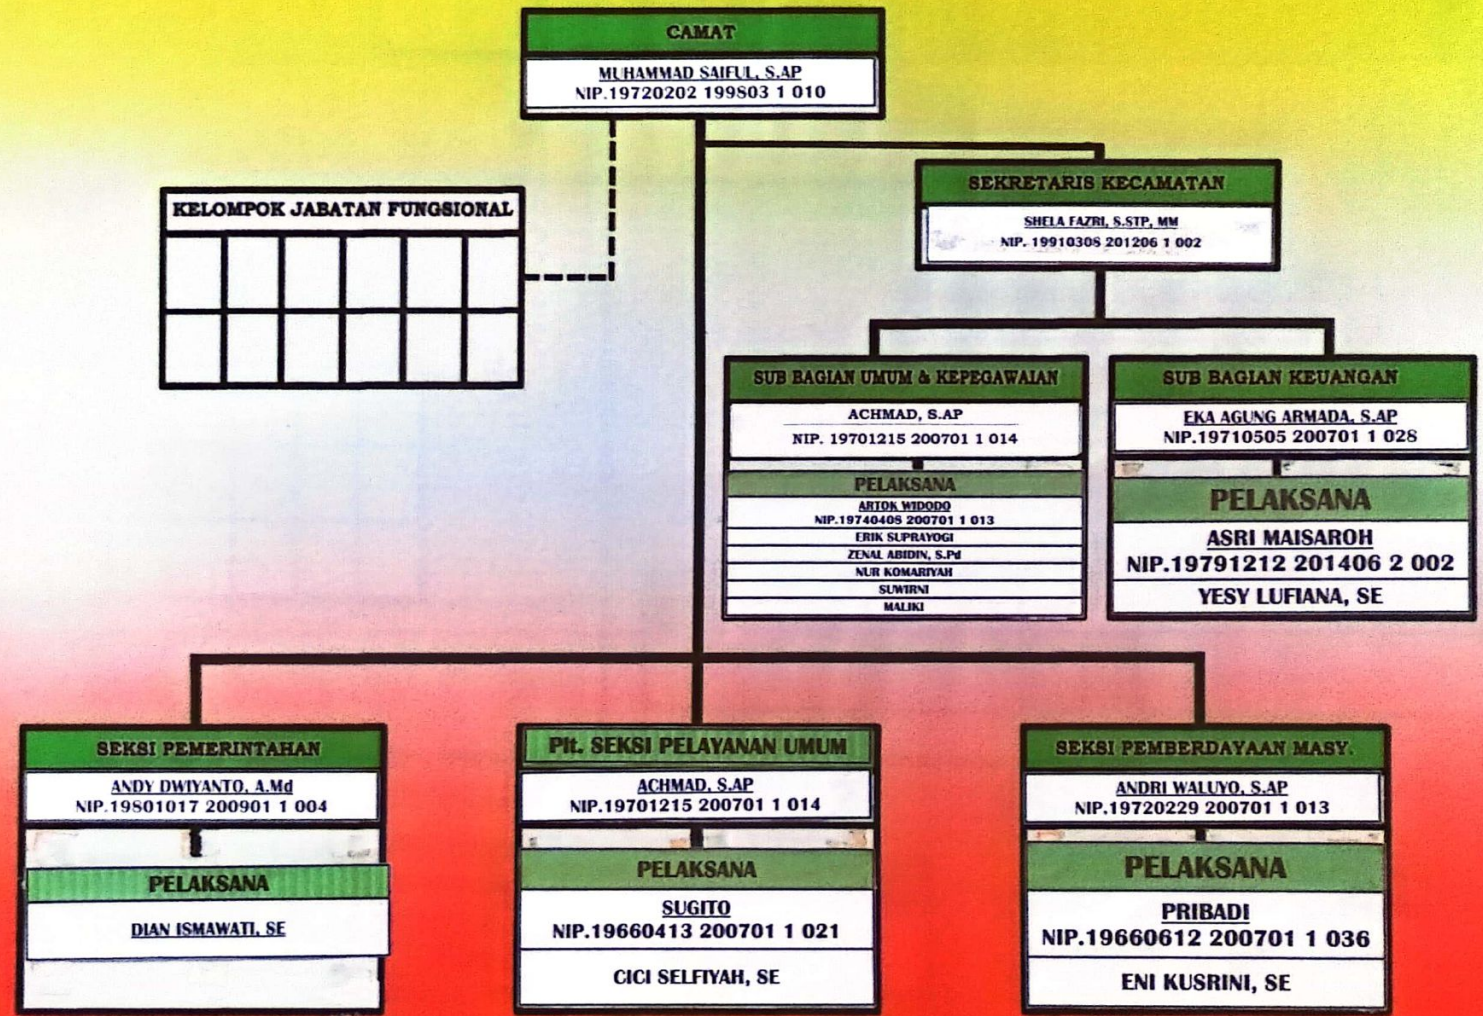 CAMAT
MUHAMMAD SAIFUL, S.AP
NIP.19720202 199803 1 010
KELOMPOK JABATAN FUNGSIONAL
SEKRETARIS KECAMATAN
SHELA FAZRI, S.STP, MM
NIP. 19910308 201206 1 002
SUB BAGIAN UMUM & KEPEGAWAIAN
ACHMAD, S.AP
NIP. 19701215 200701 1 014
PELAKSANA
ARTOK WIDODO
NIP.19740408 200701 1 013
ERIK SUPRAYOGI
ZENAL ABIDIN, S.Pd
NUR KOMARIYAH
SUWIRNI
MALIKI
SUB BAGIAN KEUANGAN
EKA AGUNG ARMADA, S.AP
NIP.19710505 200701 1 028
PELAKSANA
ASRI MAISAROH
NIP.19791212 201406 2 002
YESY LUFIANA, SE
SEKSI PEMERINTAHAN
ANDY DWIYANTO, A.Md
NIP.19801017 200901 1 004
PELAKSANA
DIAN ISMAWATI, SE
Plt. SEKSI PELAYANAN UMUM
ACHMAD, S.AP
NIP.19701215 200701 1 014
PELAKSANA
SUGITO
NIP.19660413 200701 1 021
CICI SELFIYAH, SE
SEKSI PEMBERDAYAAN MASY.
ANDRI WALUYO, S.AP
NIP.19720229 200701 1 013
PELAKSANA
PRIBADI
NIP.19660612 200701 1 036
ENI KUSRINI, SE